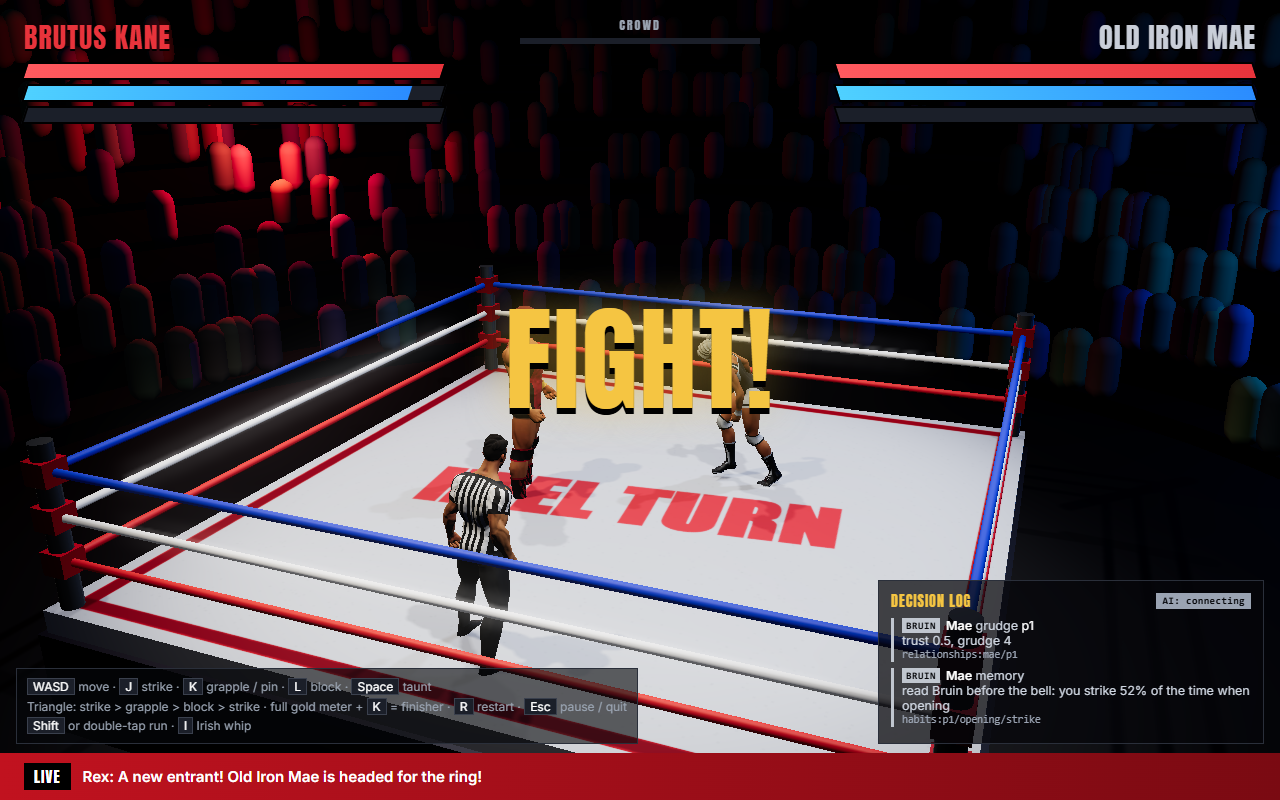 BRUTUS KANE
CROWD
OLD IRON MAE
FIGHT!
HEEL TURN
DECISION LOG
AI: connecting
BRUIN Mae grudge p1
trust 0.5, grudge 4
relationships:mae/p1
BRUIN Mae memory
read Bruin before the bell: you strike 52% of the time when
opening
habits:p1/opening/strike
WASD move · J strike · K grapple / pin · L block · Space taunt
Triangle: strike > grapple > block > strike · full gold meter + K = finisher · R restart · Esc pause / quit
Shift or double-tap run · I Irish whip
LIVE Rex: A new entrant! Old Iron Mae is headed for the ring!